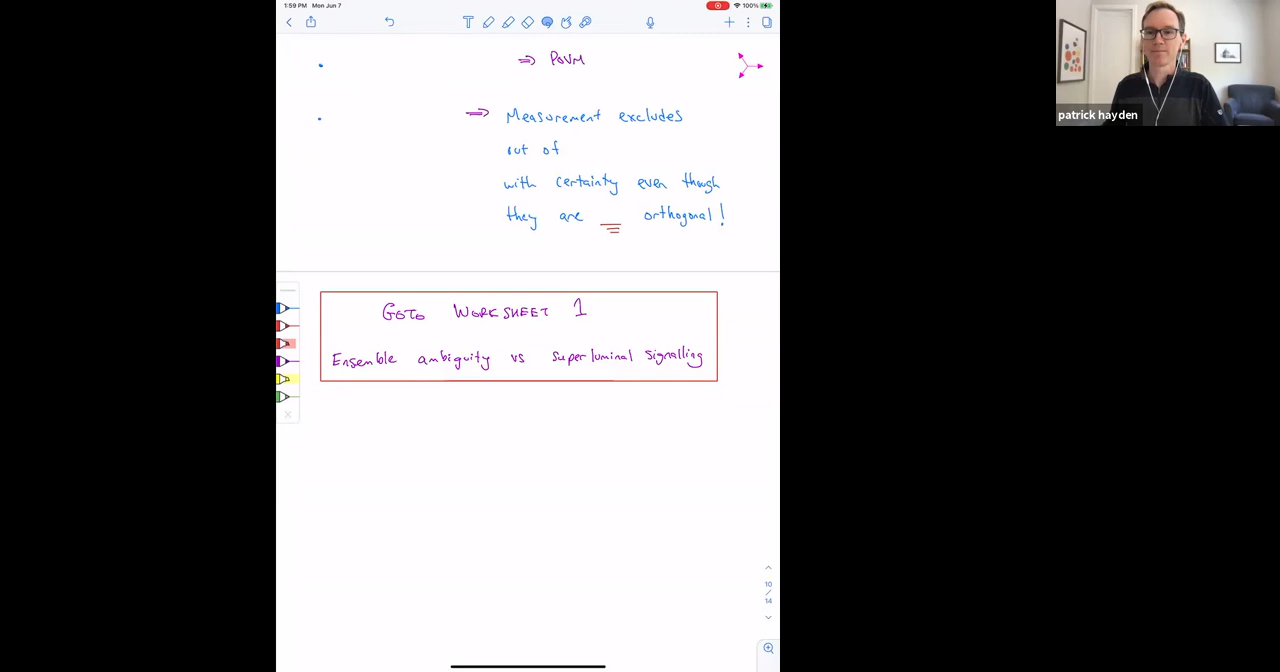 1:59 PM Mon Jun 7
100%
⇒ POVM
⇒ Measurement excludes
out of
with certainty even though
they are orthogonal!
GOTO WORKSHEET 1
Ensemble ambiguity vs superluminal signalling
10
/
14
patrick hayden